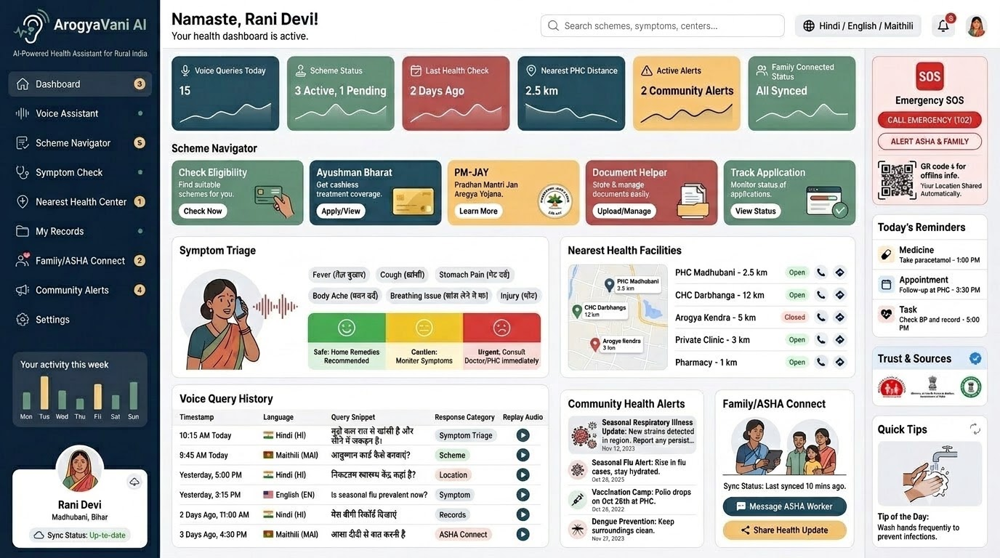 ArogyaVani AI
AI-Powered Health Assistant for Rural India
Dashboard 3
Voice Assistant
Scheme Navigator S
Symptom Check
Nearest Health Center 1
My Records
Family/ASHA Connect 2
Community Alerts 4
Settings
Your activity this week
Mon Tus Wed Thu Fli Sat Sun
Rani Devi
Madhubani, Bihar
Sync Status: Up-te-date
Namaste, Rani Devi!
Your health dashboard is active.
Search schemes, symptoms, centers...
Hindi / English / Maithili
Voice Queries Today
15
Scheme Status
3 Active, 1 Pending
Last Health Check
2 Days Ago
Nearest PHC Distance
2.5 km
Active Alerts
2 Community Alerts
Family Connected
Status
All Synced
Scheme Navigator
Check Eligibility
Find suitable
schemes for you.
Check Now
Ayushman Bharat
Get cashless
treatment coverage.
Apply/View
PM-JAY
Pradhan Mantri Jan
Aregya Yojana.
Learn More
Document Helper
Store & manage
documents easily
Upload/Manage
Track Application
Monitor status of
applications.
View Status
Symptom Triage
Fever (तेज़ बुखार)
Cough (खांसी)
Stomach Pain (पेट दर्द)
Body Ache
Breathing Issue
Injury (चोट)
Safe: Home Remedies
Recommended
Cantien:
Moniter Symptoms
Urgent, Consult
Doctor/PHC immediately
Nearest Health Facilities
PHC Madhubani
3.5 km
CHC Darbhangs
12 km
Arogye Kendra
3 lon
PHC Madhubani - 2.5 km Open
CHC Darbhanga - 12 km Open
Arogya Kendra - 5 km Closed
Private Clinic - 3 km Open
Pharmacy - 1 km Open
Voice Query History
Timestamp Language Query Snippet Response Category Replay Audio
10:15 AM Today Hindi (HI) कल रात से खांसी है और
सीने में जकड़न है। Symptom Triage
9:45 AM Today Maithili (MAI) आयुष्मान कार्ड कैसे बनवाएं? Scheme
Yesterday, 5:00 PM Hindi (HI) निकटतम स्वास्थ्य केंद्र कहां है? Location
Yesterday, 3:15 PM English (EN) Is seasonal flu prevalent now? Symptom
2 Days Ago, 11:00 AM Nindi (HI) रिकॉर्ड दिखाएं Records
3 Days Ago, 4:30 PM Maithili (MAI) आसा दीदी से बात करनी है ASHA Connect
Community Health Alerts
Seasonal Respiratory Illness
Update: New strains detected
in region. Report any persist...
Nov 12, 2023
Seasonal Flu Alert: Rise in fiu
cases, stay hydrated.
Oct 28, 2025
Vaccination Camp: Polio drops
on Oct 28th at PHC.
Oct 28, 2022
Dengue Prevention: Keep
surroundings clean.
Nov 27, 2023
Family/ASHA Connect
Sync Status: Last synced 10 mins ago.
Message ASHA Worker
Share Health Update
SOS
Emergency SOS
CALL EMERGENCY (102)
ALERT ASHA & FAMILY
GR code & for
offlins infe.
Your Location Shared
Automatically.
Today's Reminders
Medicine
Take paracetamol - 1:00 PM
Appointment
Follow-up at PHC - 3:30 PM
Task
Check BP and record - 5:00
PM
Trust & Sources
Quick Tips
Tip of the Day:
Wash hands frequently to
prevent infections.